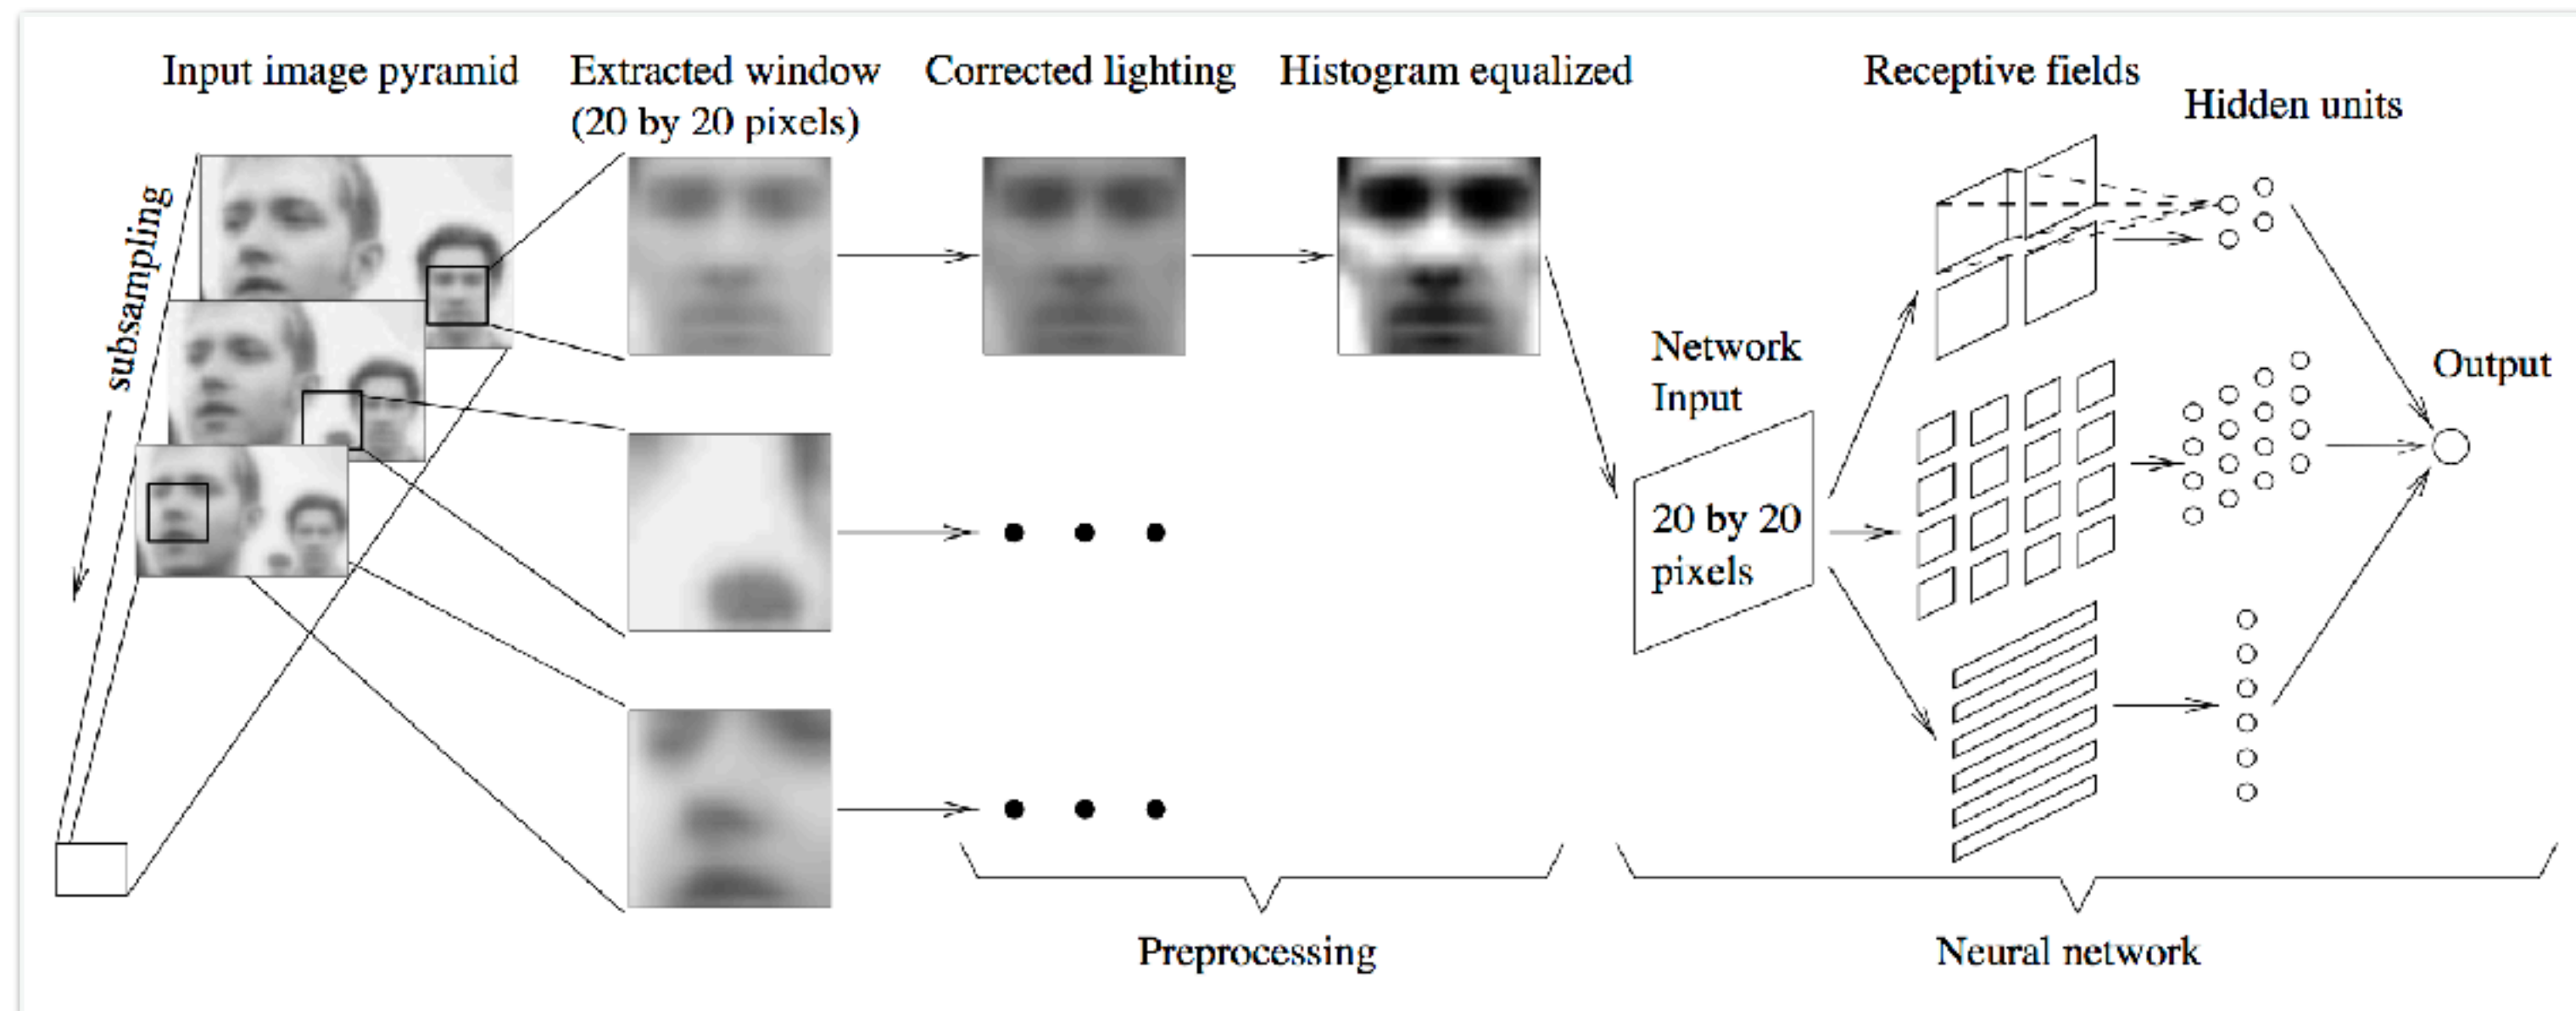 Input image pyramid
Extracted window
(20 by 20 pixels)
Corrected lighting
Histogram equalized
Receptive fields
Hidden units
subsampling
Network
Input
Output
20 by 20
pixels
Preprocessing
Neural network